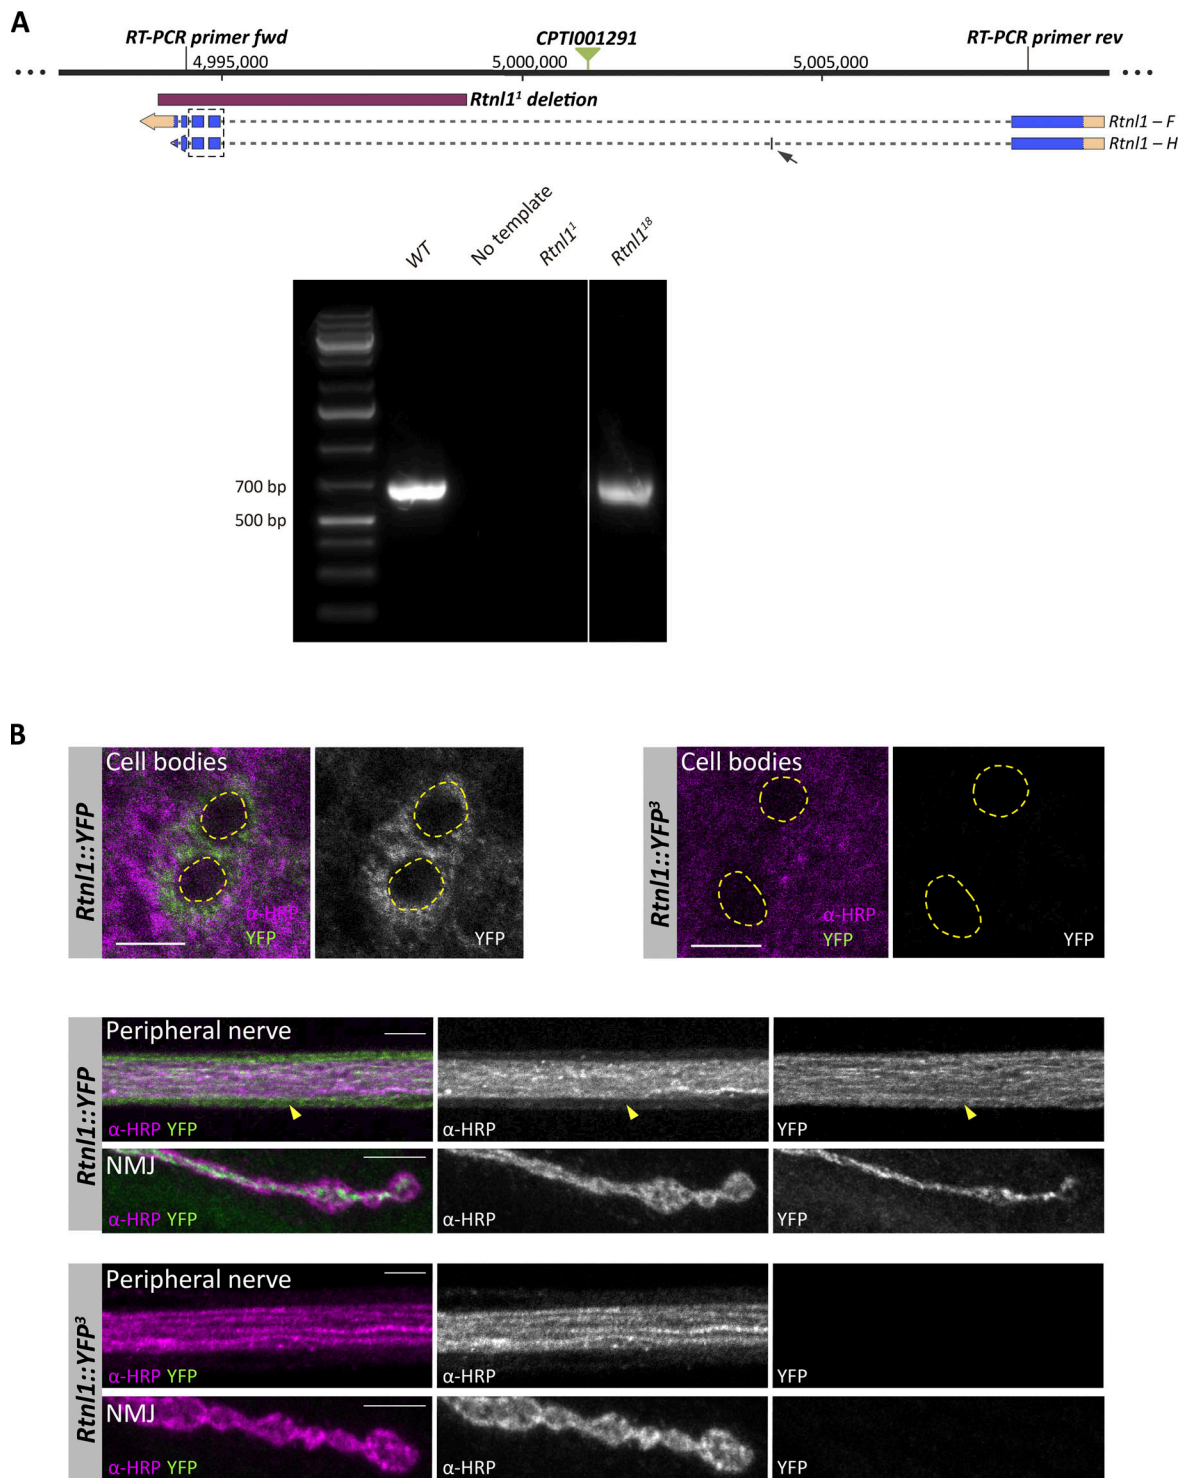 A
RT-PCR primer fwd
CPTI001291
RT-PCR primer rev
4,995,000
5,000,000
5,005,000
Rtnl1¹ deletion
Rtnl1 – F
Rtnl1 – H
WT
No template
Rtnl1¹
Rtnl1¹⁸
700 bp
500 bp
B
Rtnl1::YFP
Cell bodies
α-HRP
YFP
YFP
Rtnl1::YFP³
Cell bodies
α-HRP
YFP
YFP
Rtnl1::YFP
Peripheral nerve
α-HRP YFP
α-HRP
YFP
NMJ
α-HRP YFP
α-HRP
YFP
Rtnl1::YFP³
Peripheral nerve
α-HRP YFP
α-HRP
YFP
NMJ
α-HRP YFP
α-HRP
YFP